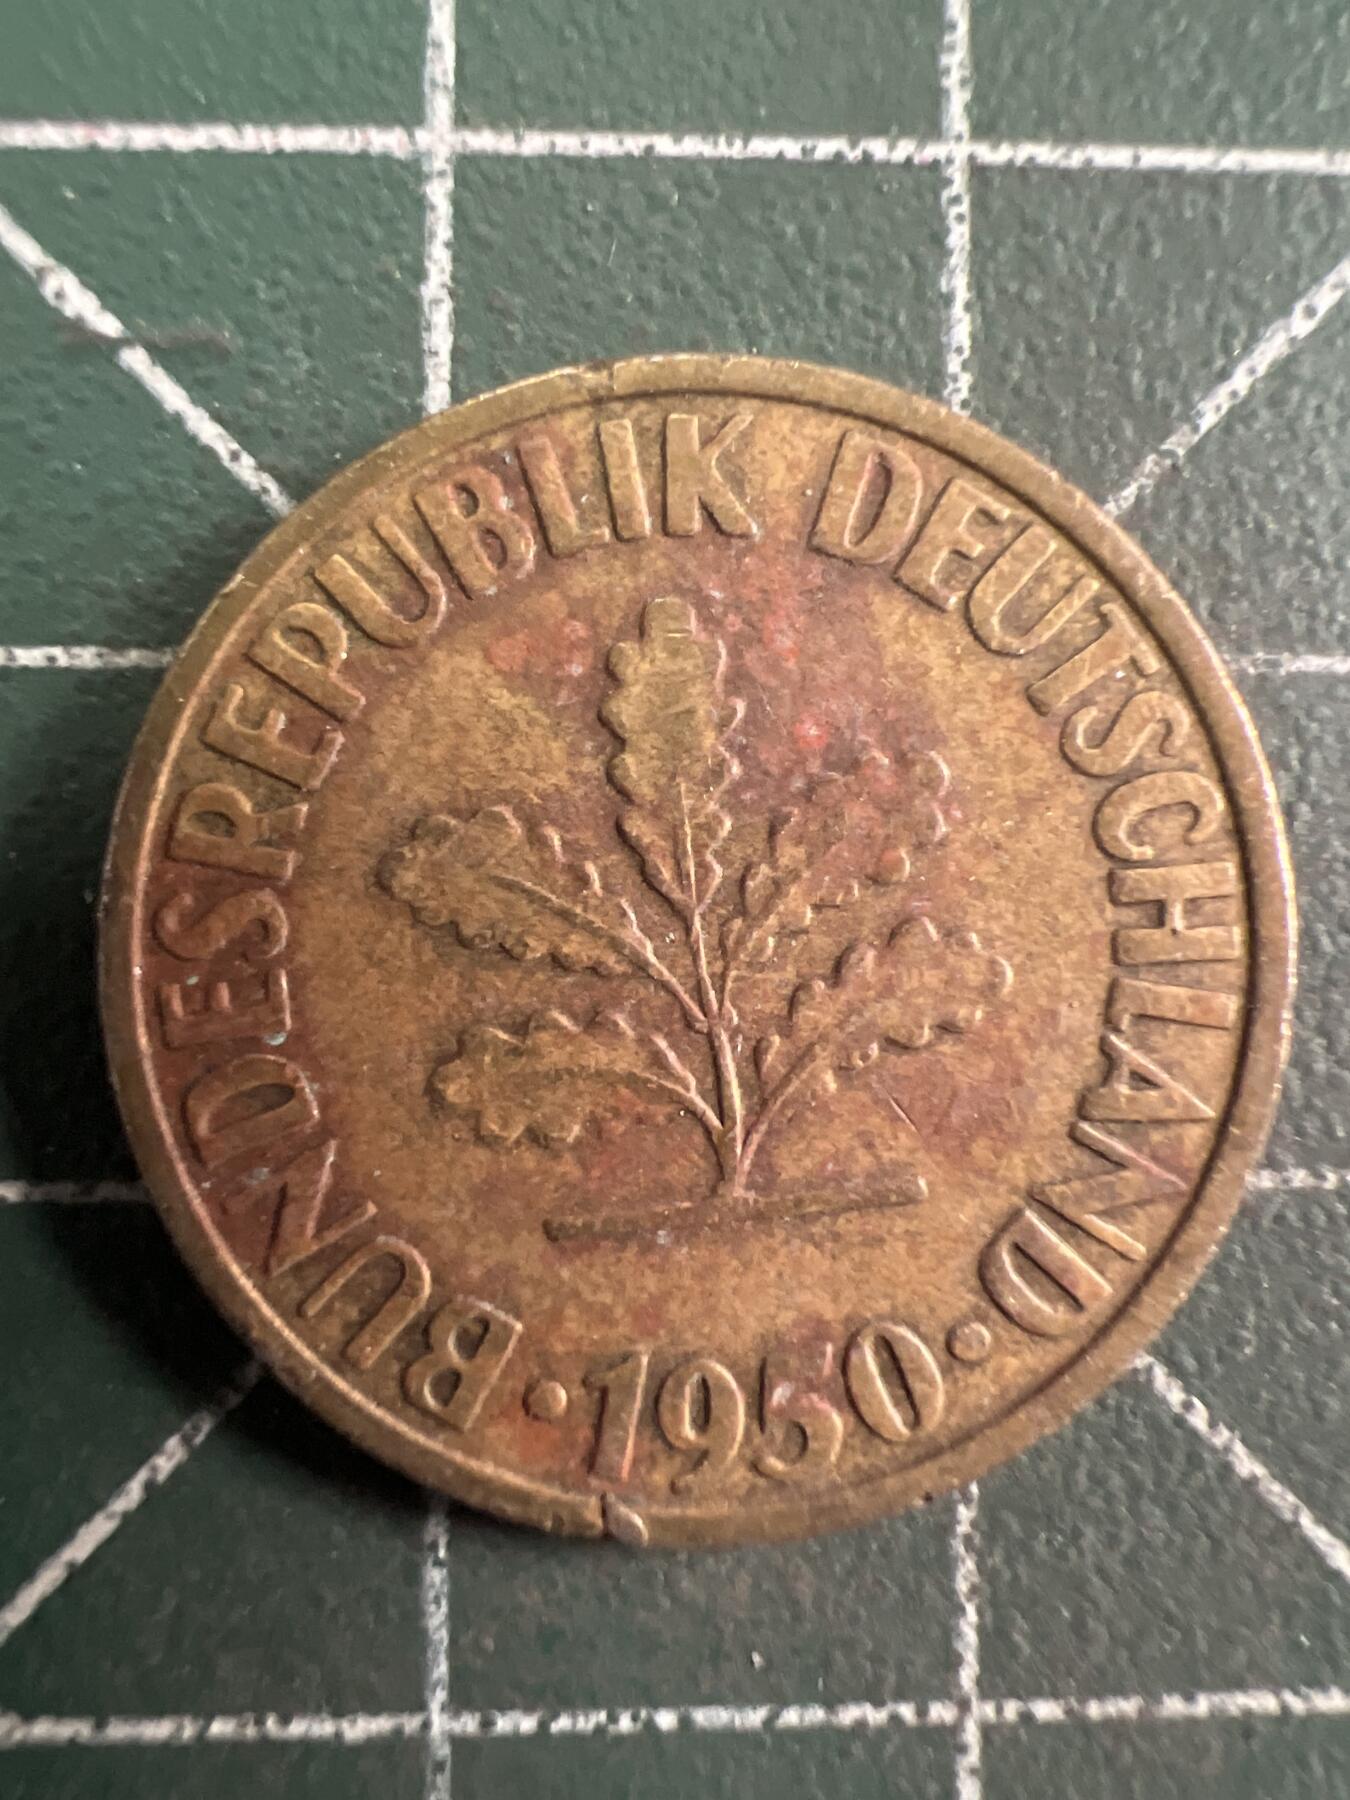 BUNDESREPUBLIK DEUTSCHLAND · 1950 ·